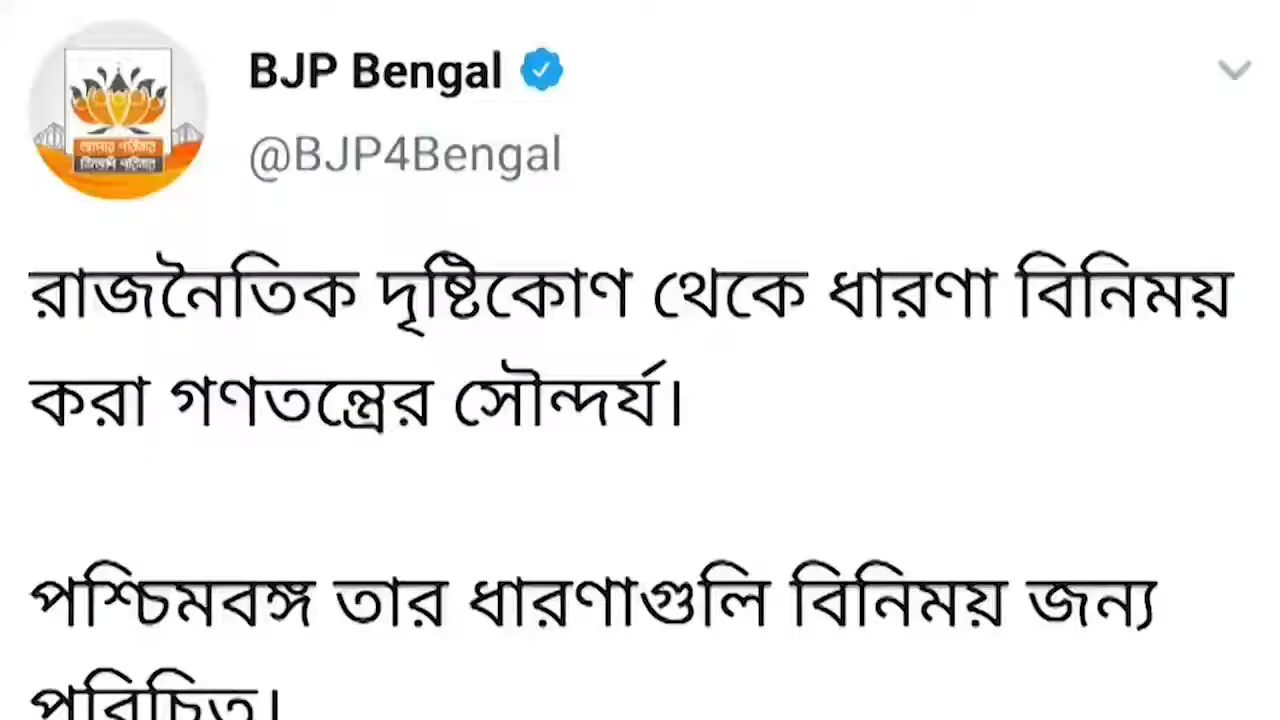 BJP Bengal
@BJP4Bengal
রাজনৈতিক দৃষ্টিকোণ থেকে ধারণা বিনিময়
করা গণতন্ত্রের সৌন্দর্য।
পশ্চিমবঙ্গ তার ধারণাগুলি বিনিময় জন্য
পরিচিত।